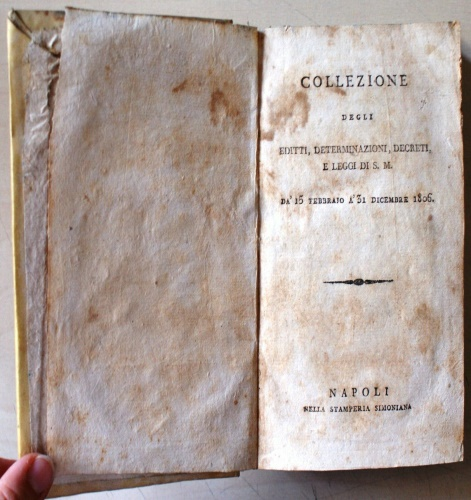 COLLEZIONE
DEGLI
EDITTI, DETERMINAZIONI, DECRETI,
E LEGGI DI S. M.
DA' 15 FEBBRAIO A' 31 DICEMBRE 1806.
NAPOLI
NELLA STAMPERIA SIMONIANA